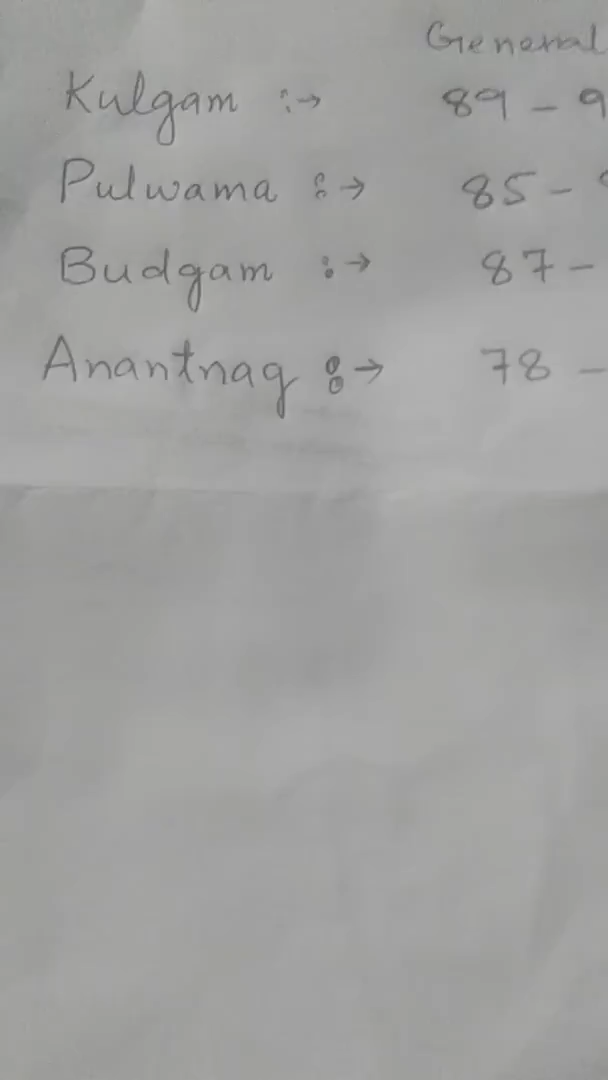 General
Kulgam :→ 89 – 9
Pulwama :→ 85 –
Budgam :→ 87 –
Anantnag :→ 78 –